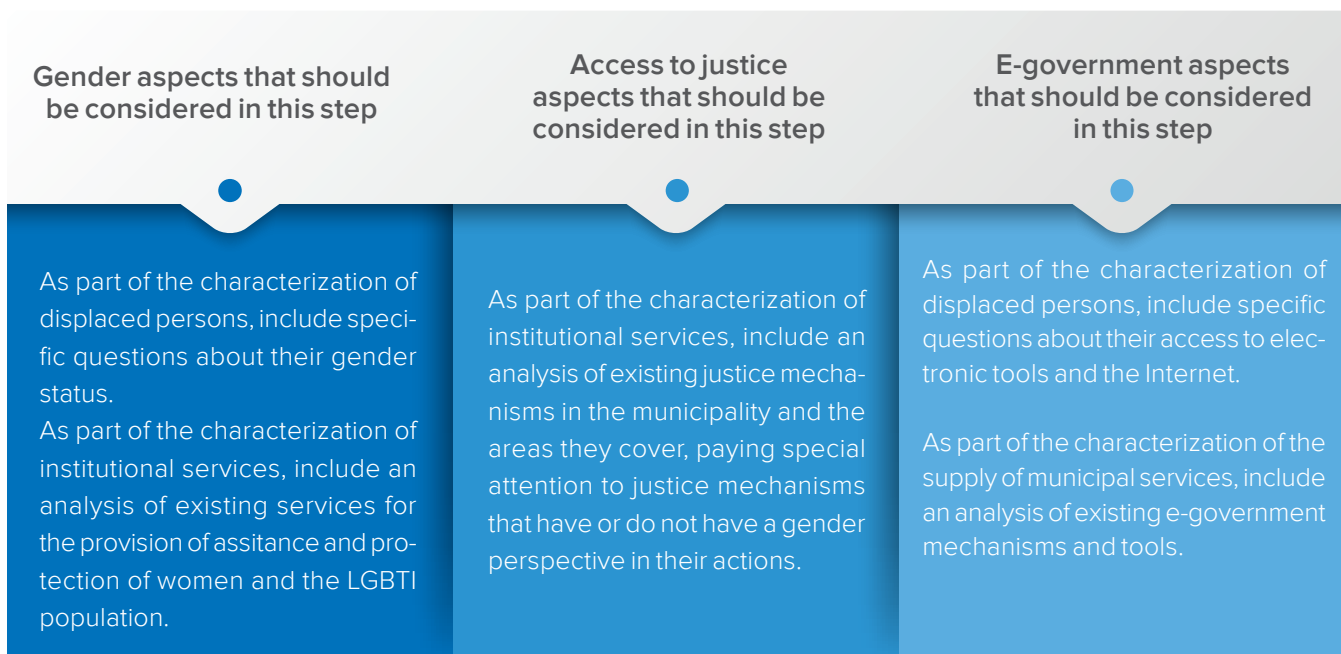 Gender aspects that should
be considered in this step
As part of the characterization of
displaced persons, include speci-
fic questions about their gender
status.
As part of the characterization of
institutional services, include an
analysis of existing services for
the provision of assitance and pro-
tection of women and the LGBTI
population.
Access to justice
aspects that should be
considered in this step
As part of the characterization of
institutional services, include an
analysis of existing justice mecha-
nisms in the municipality and the
areas they cover, paying special
attention to justice mechanisms
that have or do not have a gender
perspective in their actions.
E-government aspects
that should be considered
in this step
As part of the characterization of
displaced persons, include specific
questions about their access to elec-
tronic tools and the Internet.
As part of the characterization of the
supply of municipal services, include
an analysis of existing e-government
mechanisms and tools.